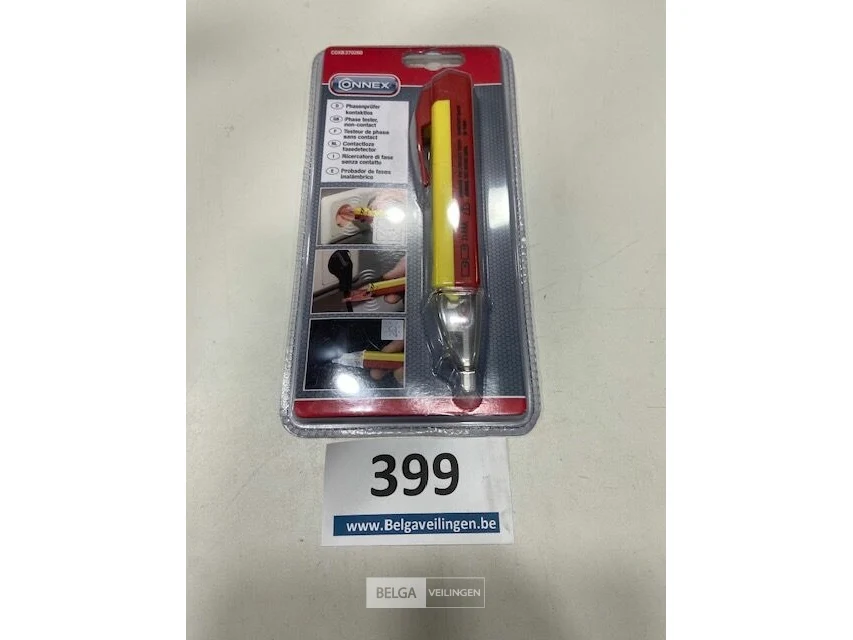 CONNEX
D Phasenprüfer
kontaktlos
GB Phase tester,
non-contact
F Testeur de phase
sans contact
NL Contactloze
fasedetector
I Ricercatore di fase
senza contatto
E Probador de fases
inalámbrico
399
www.Belgaveilingen.be
BELGA VEILINGEN